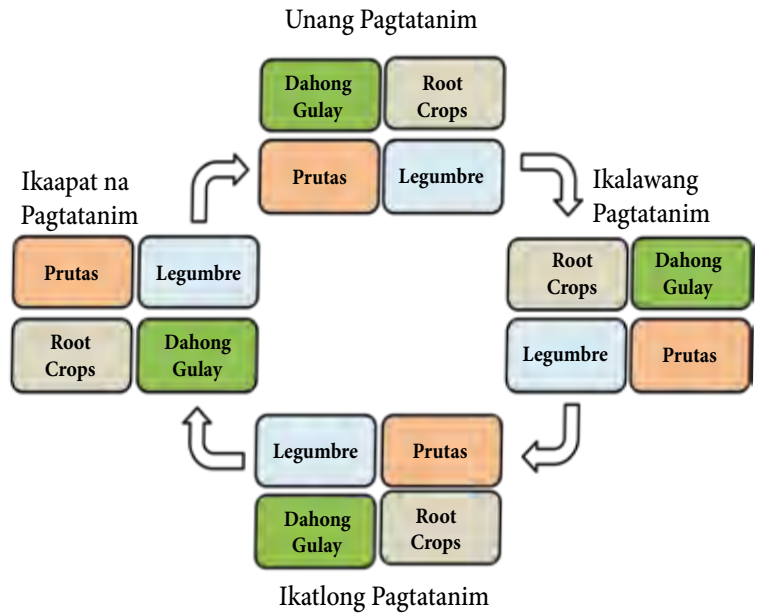 Unang Pagtatanim
Dahong
Gulay
Root
Crops
Prutas
Legumbre
Ikalawang
Pagtatanim
Root
Crops
Dahong
Gulay
Legumbre
Prutas
Ikatlong Pagtatanim
Legumbre
Prutas
Dahong
Gulay
Root
Crops
Ikaapat na
Pagtatanim
Prutas
Legumbre
Root
Crops
Dahong
Gulay